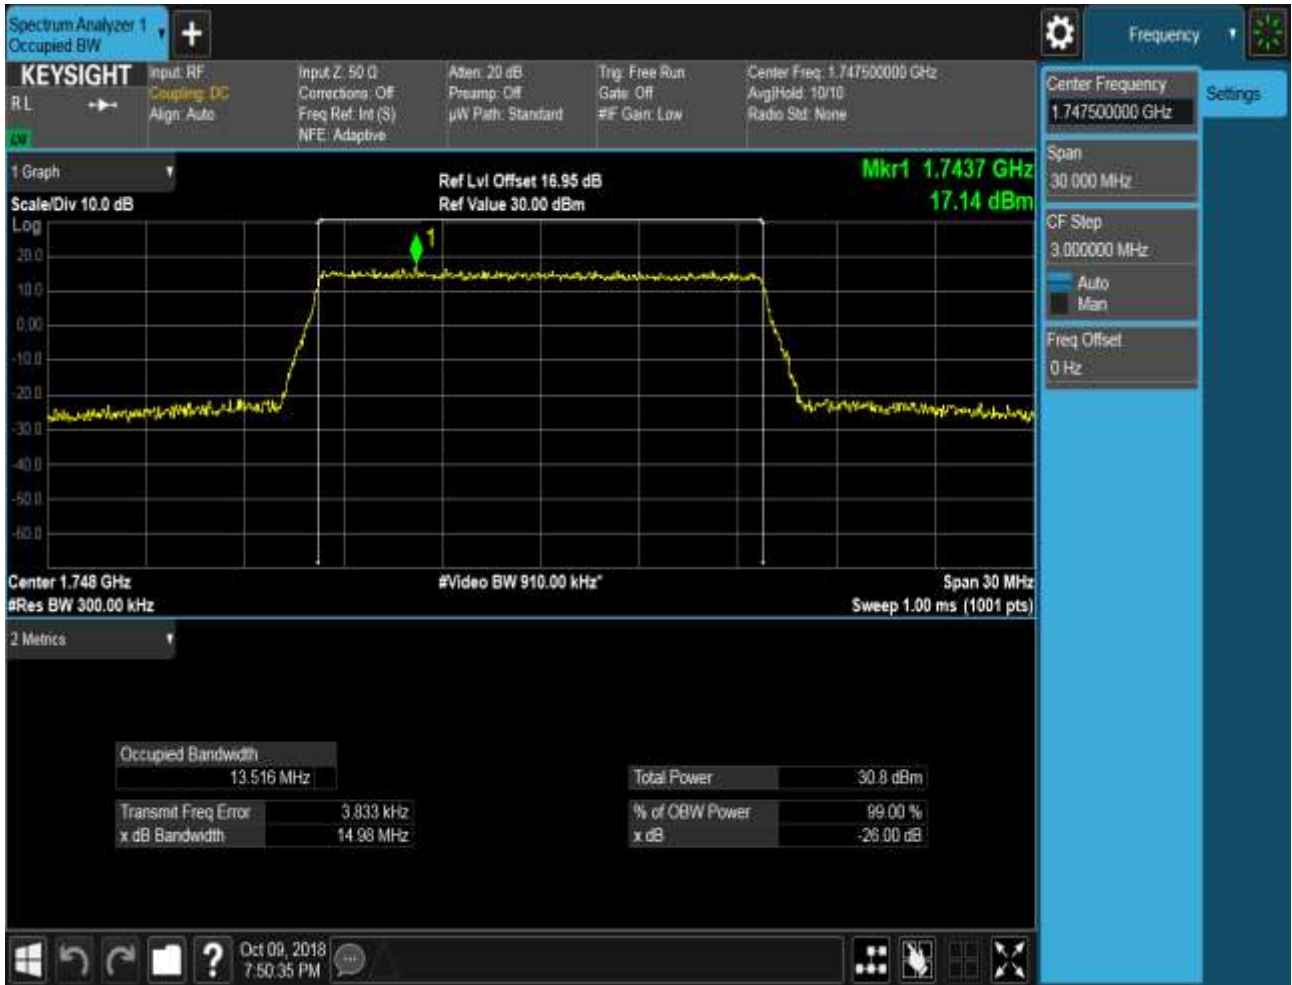 Spectrum Analyzer 1
Occupied BW
Frequency
KEYSIGHT
R L
Input: RF
Coupling: DC
Align: Auto
Input Z: 50 Ω
Corrections: Off
Freq Ref: Int (S)
NFE: Adaptive
Atten: 20 dB
Preamp: Off
µW Path: Standard
Trig: Free Run
Gate: Off
#IF Gain: Low
Center Freq: 1.747500000 GHz
Avg|Hold: 10/10
Radio Std: None
Center Frequency
1.747500000 GHz
Settings
Span
30.000 MHz
CF Step
3.000000 MHz
Auto
Man
Freq Offset
0 Hz
1 Graph
Scale/Div 10.0 dB
Ref Lvl Offset 16.95 dB
Ref Value 30.00 dBm
Mkr1 1.7437 GHz
17.14 dBm
Log
1
20.0
10.0
0.00
-10.0
-20.0
-30.0
-40.0
-50.0
-60.0
Center 1.748 GHz
#Video BW 910.00 kHz*
Span 30 MHz
#Res BW 300.00 kHz
Sweep 1.00 ms (1001 pts)
2 Metrics
Occupied Bandwidth
13.516 MHz
Total Power 30.8 dBm
Transmit Freq Error 3.833 kHz
% of OBW Power 99.00 %
x dB Bandwidth 14.98 MHz
x dB -26.00 dB
?
Oct 09, 2018
7:50:35 PM